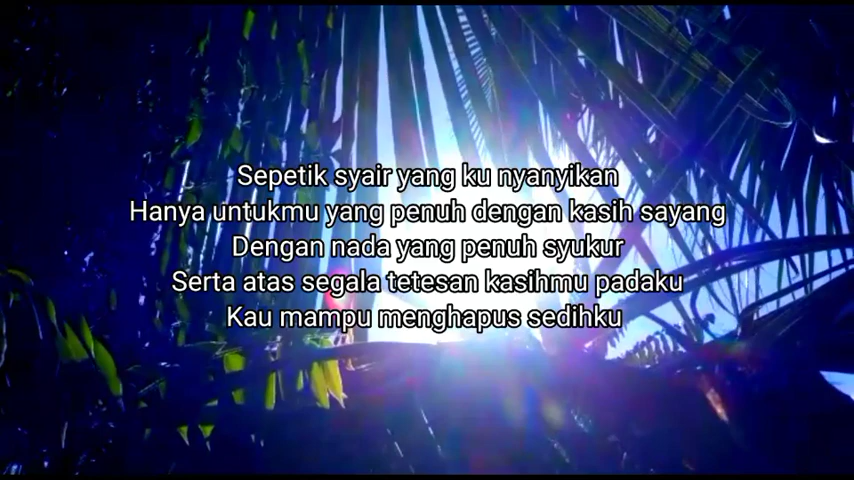 Sepetik syair yang ku nyanyikan
Hanya untukmu yang penuh dengan kasih sayang
Dengan nada yang penuh syukur
Serta atas segala tetesan kasihmu padaku
Kau mampu menghapus sedihku